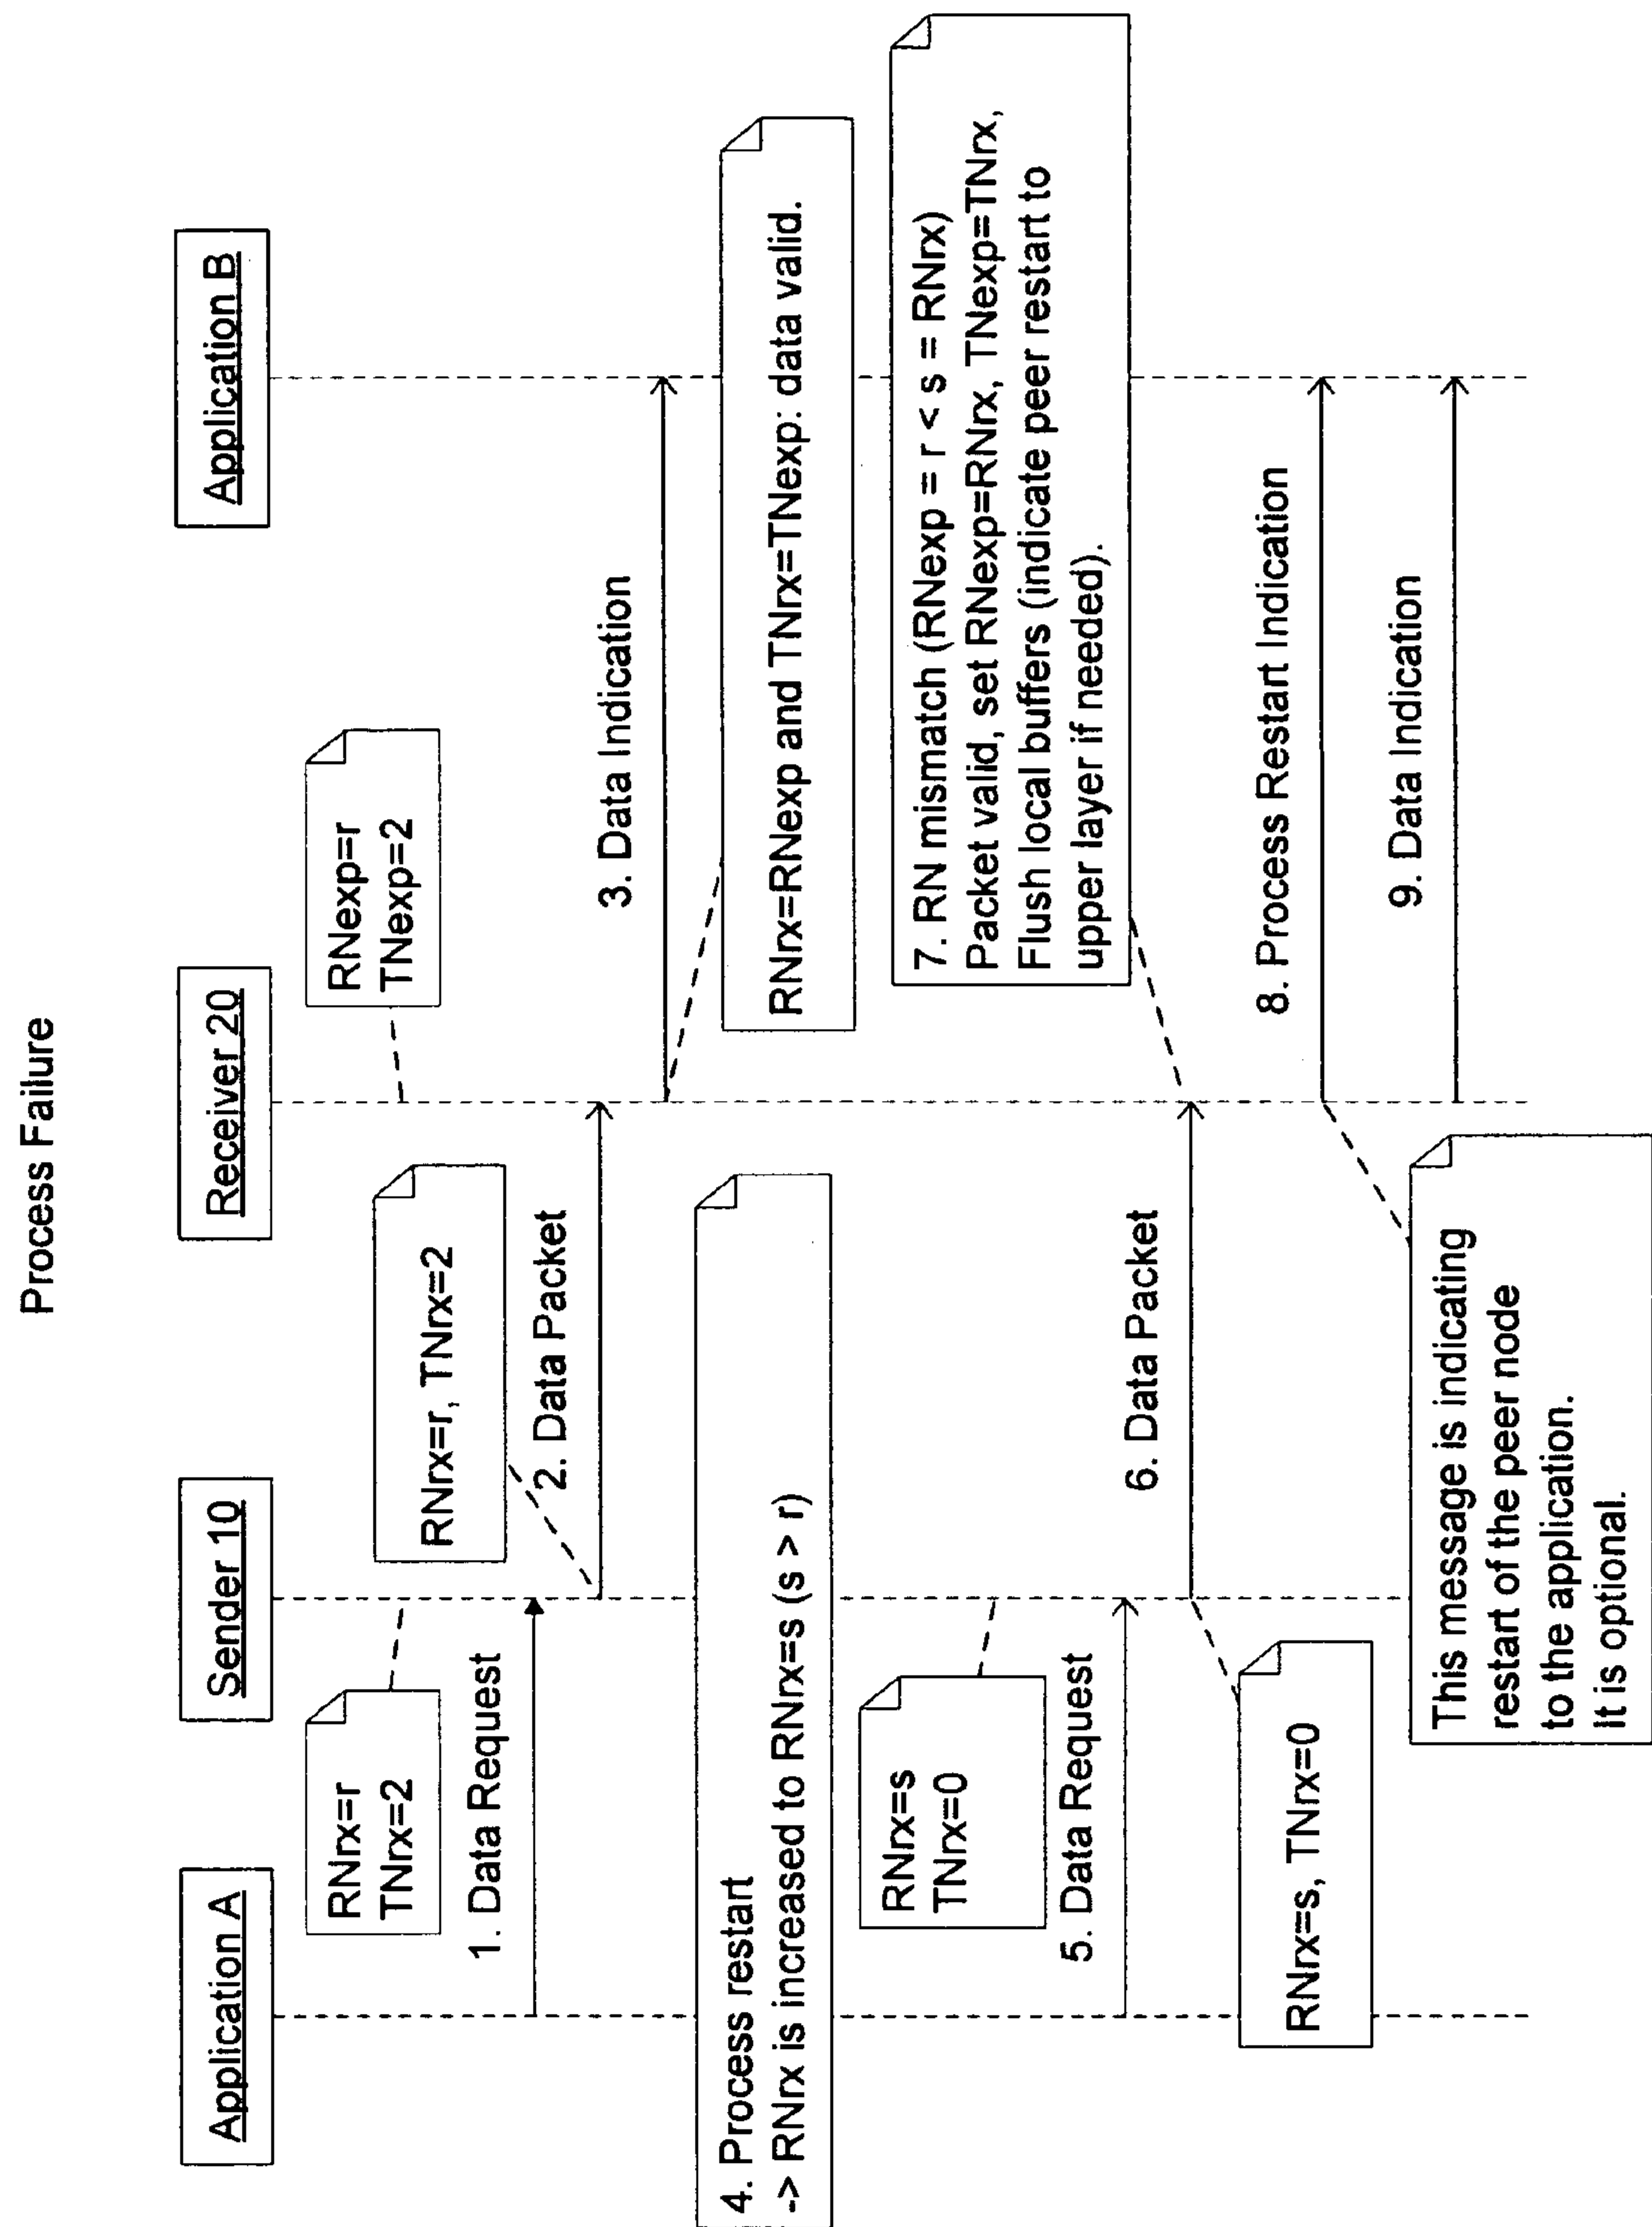 Process Failure
Application A
Sender 10
Receiver 20
Application B
RNrx=r
TNrx=2
RNexp=r
TNexp=2
RNrx=r, TNrx=2
1. Data Request
2. Data Packet
3. Data Indication
RNrx=RNexp and TNrx=TNexp: data valid.
4. Process restart
-> RNrx is increased to RNrx=s (s > r)
RNrx=s
TNrx=0
7. RN mismatch (RNexp = r < s = RNrx)
Packet valid, set RNexp=RNrx, TNexp=TNrx,
Flush local buffers (indicate peer restart to
upper layer if needed).
5. Data Request
6. Data Packet
RNrx=s, TNrx=0
8. Process Restart Indication
9. Data Indication
This message is indicating
restart of the peer node
to the application.
It is optional.